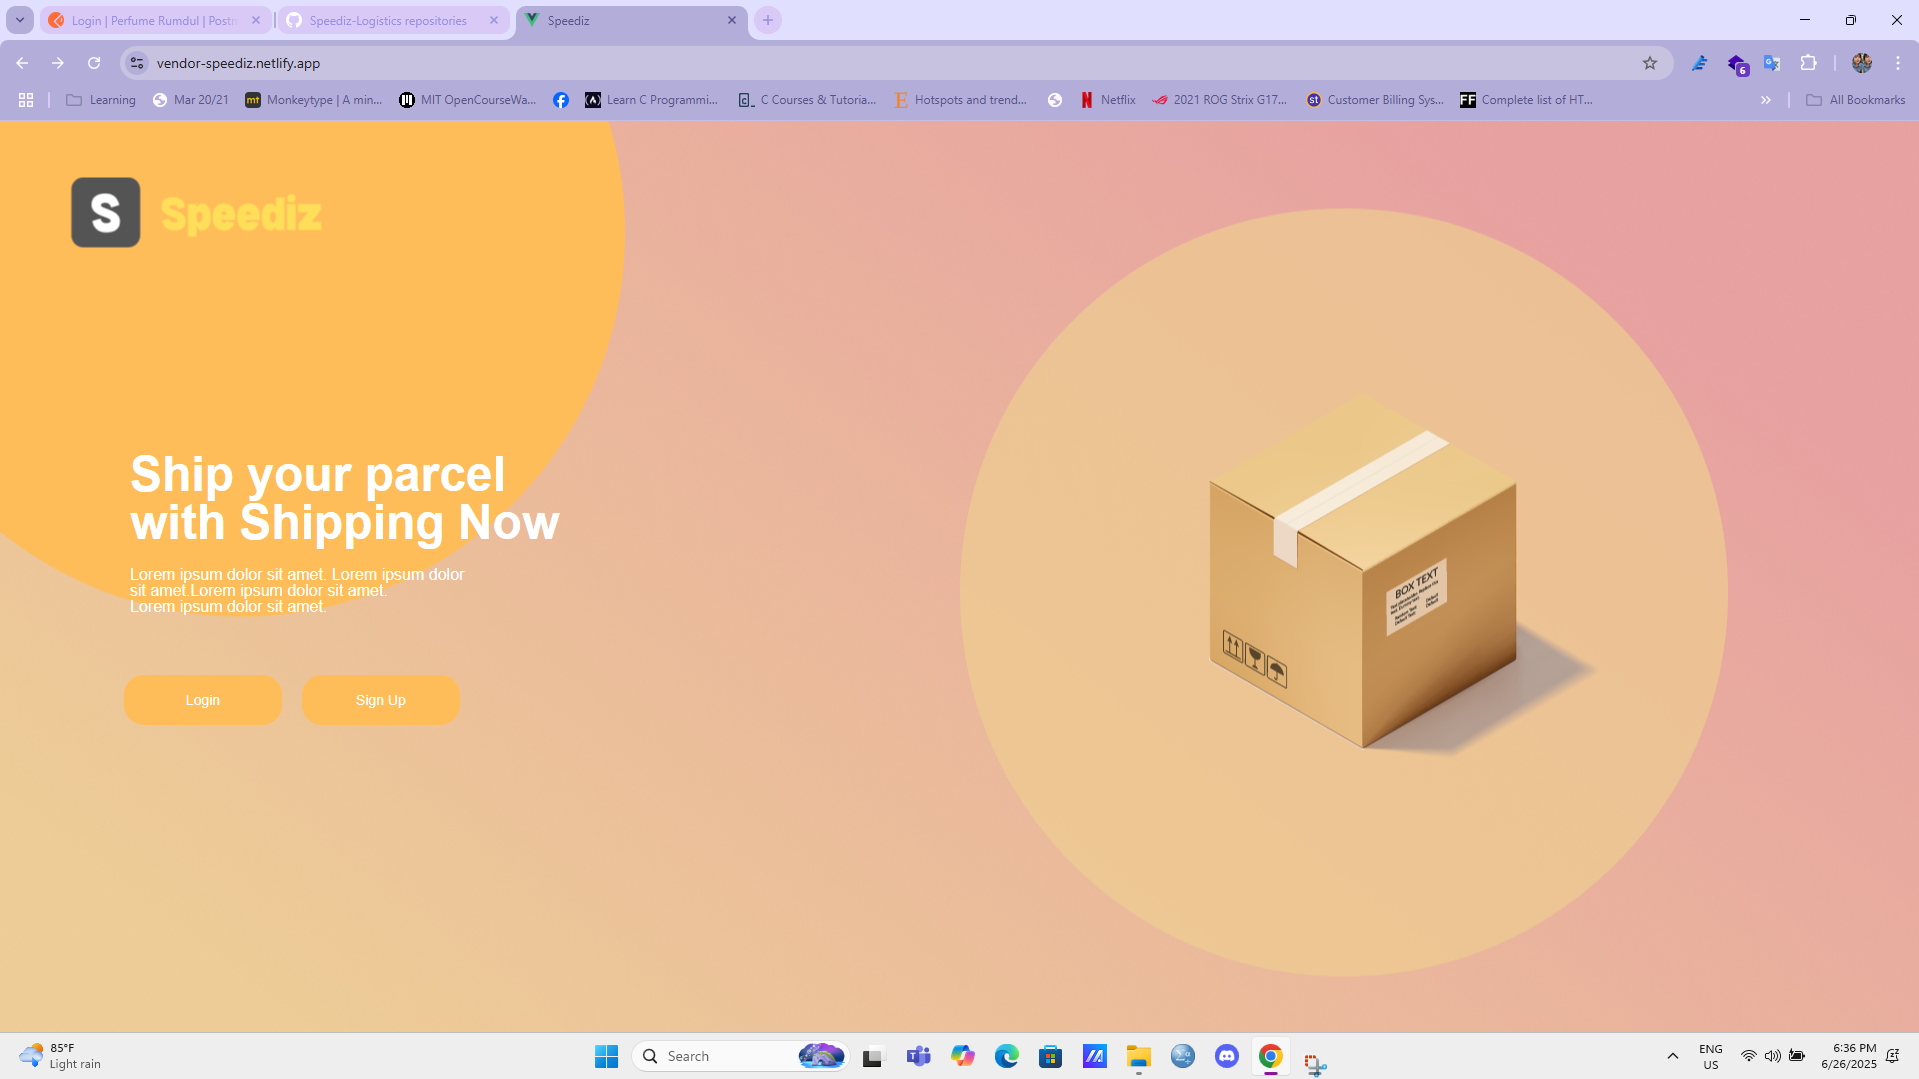 Login | Perfume Rumdul | Postm
Speediz-Logistics repositories
Speediz
vendor-speediz.netlify.app
6
Learning
Mar 20/21
mt
Monkeytype | A min...
MIT OpenCourseWa...
Learn C Programmi...
C Courses & Tutoria...
Hotspots and trend...
Netflix
2021 ROG Strix G17...
Customer Billing Sys...
FF
Complete list of HT...
All Bookmarks
S Speediz
Ship your parcel
with Shipping Now
Lorem ipsum dolor sit amet. Lorem ipsum dolor
sit amet.Lorem ipsum dolor sit amet.
Lorem ipsum dolor sit amet.
Login
Sign Up
BOX TEXT
85°F
Light rain
Search
ENG
US
6:36 PM
6/26/2025